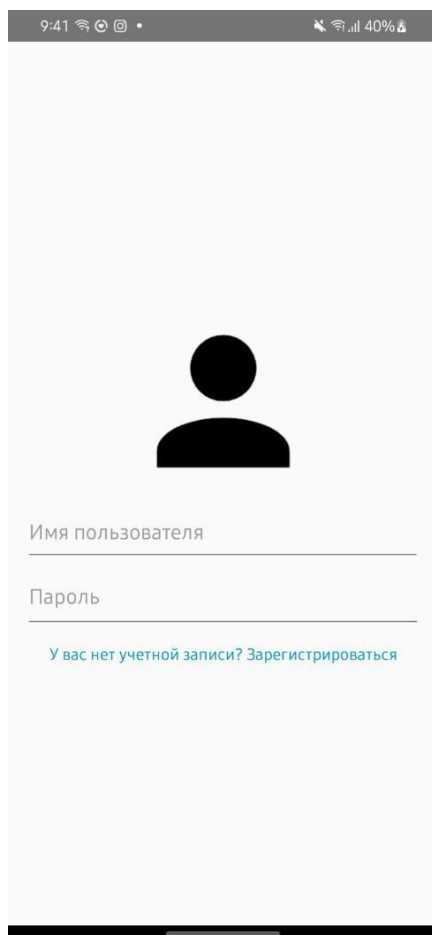 9:41
40%
Имя пользователя
Пароль
У вас нет учетной записи? Зарегистрироваться